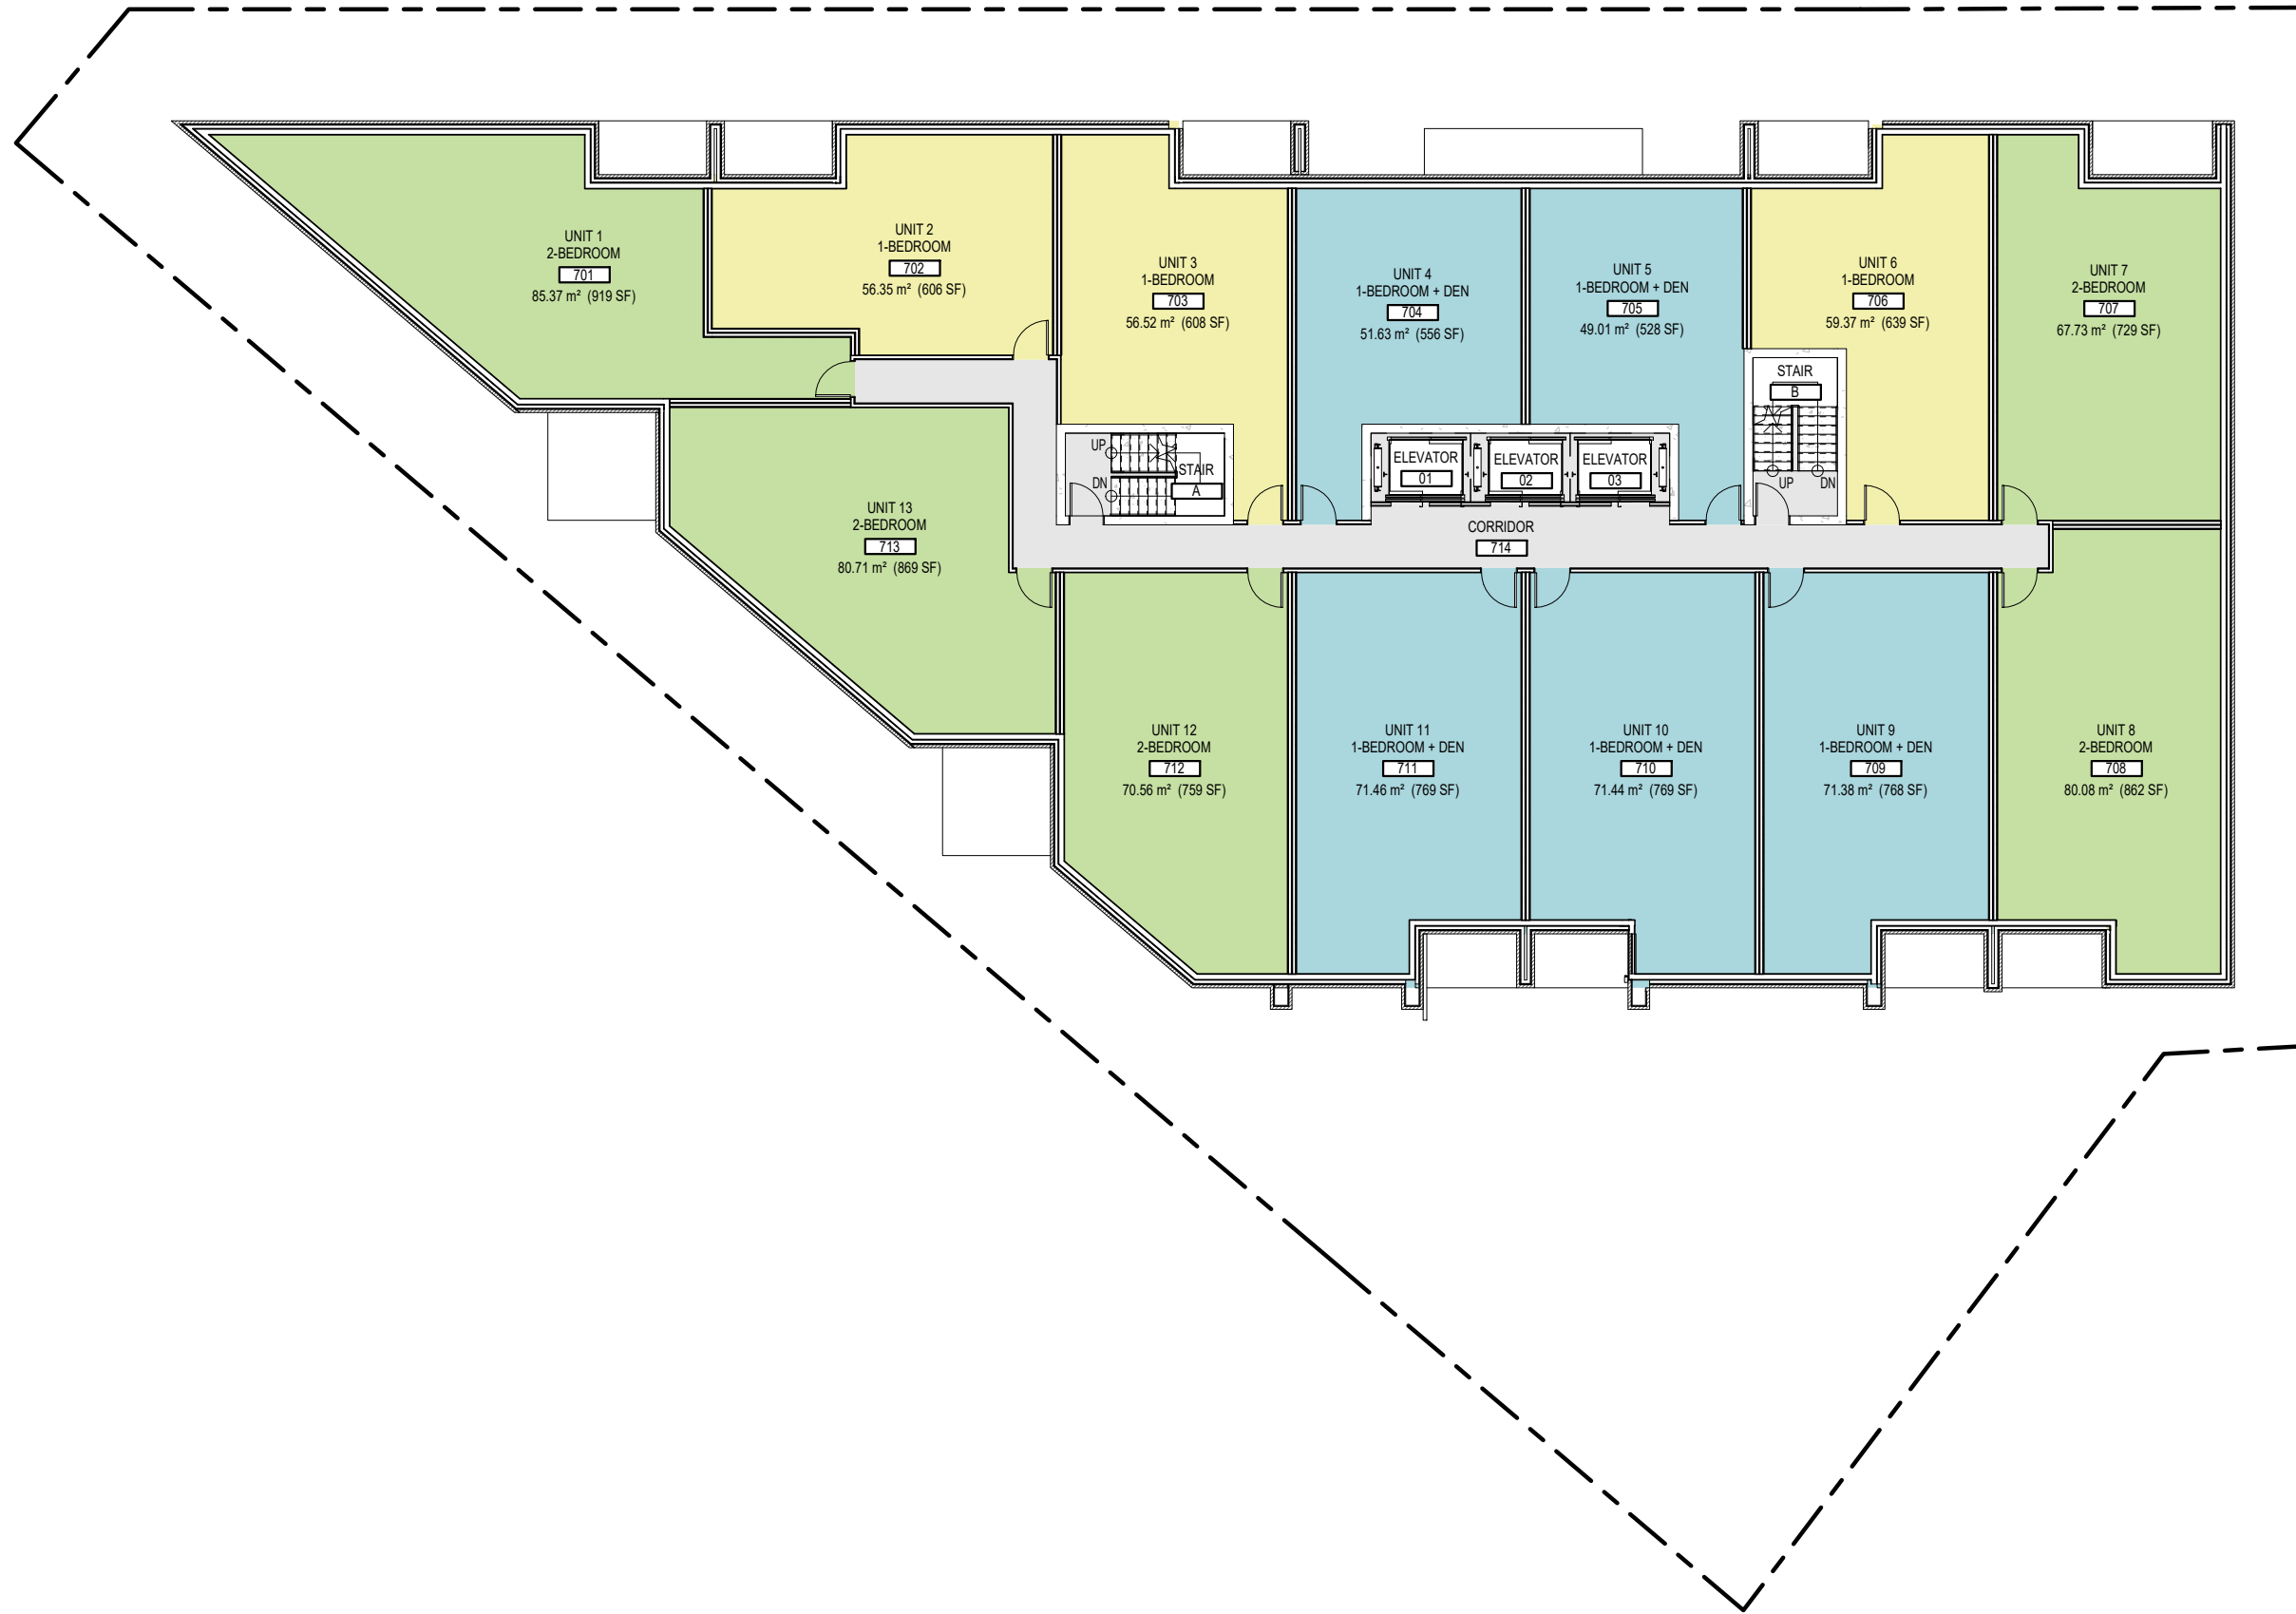 UNIT 1
2-BEDROOM
701
85.37 m² (919 SF)
UNIT 2
1-BEDROOM
702
56.35 m² (606 SF)
UNIT 3
1-BEDROOM
703
56.52 m² (608 SF)
UNIT 4
1-BEDROOM + DEN
704
51.63 m² (556 SF)
UNIT 5
1-BEDROOM + DEN
705
49.01 m² (528 SF)
UNIT 6
1-BEDROOM
706
59.37 m² (639 SF)
UNIT 7
2-BEDROOM
707
67.73 m² (729 SF)
STAIR
B
UP
DN
UP
DN
STAIR
A
ELEVATOR
01
ELEVATOR
02
ELEVATOR
03
CORRIDOR
714
UNIT 13
2-BEDROOM
713
80.71 m² (869 SF)
UNIT 12
2-BEDROOM
712
70.56 m² (759 SF)
UNIT 11
1-BEDROOM + DEN
711
71.46 m² (769 SF)
UNIT 10
1-BEDROOM + DEN
710
71.44 m² (769 SF)
UNIT 9
1-BEDROOM + DEN
709
71.38 m² (768 SF)
UNIT 8
2-BEDROOM
708
80.08 m² (862 SF)